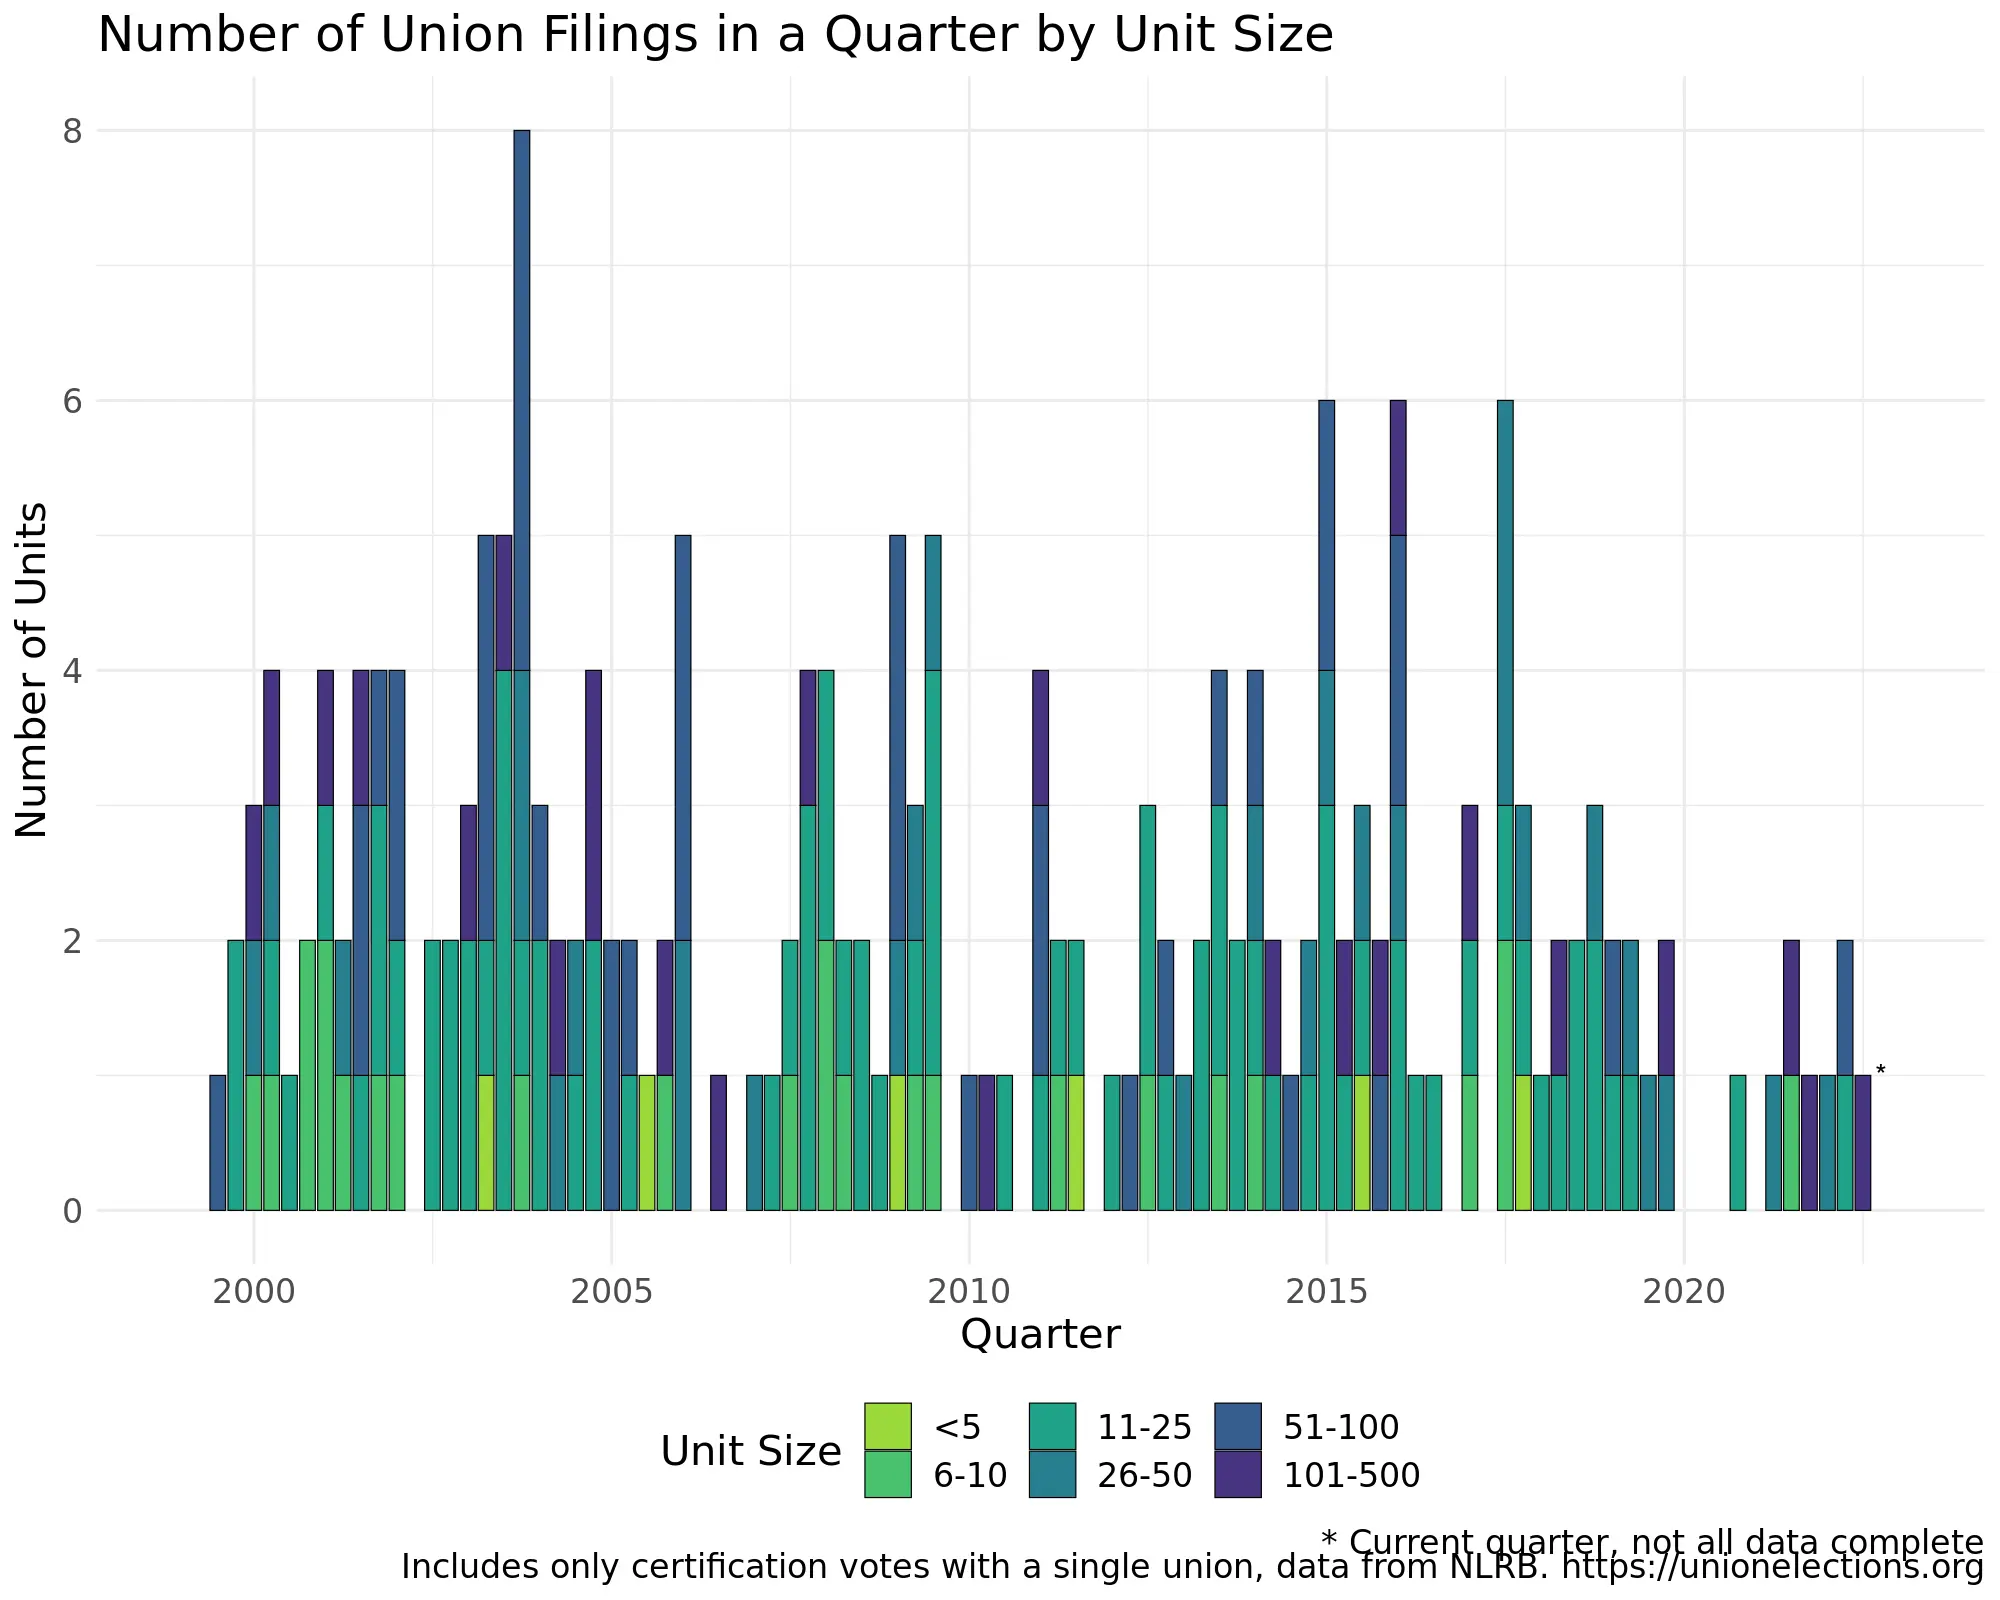 Number of Union Filings in a Quarter by Unit Size
Number of Units
8
6
4
2
0
*
2000 2005 2010 2015 2020
Quarter
Unit Size
<5 11-25 51-100
6-10 26-50 101-500
* Current quarter, not all data complete
Includes only certification votes with a single union, data from NLRB. https://unionelections.org